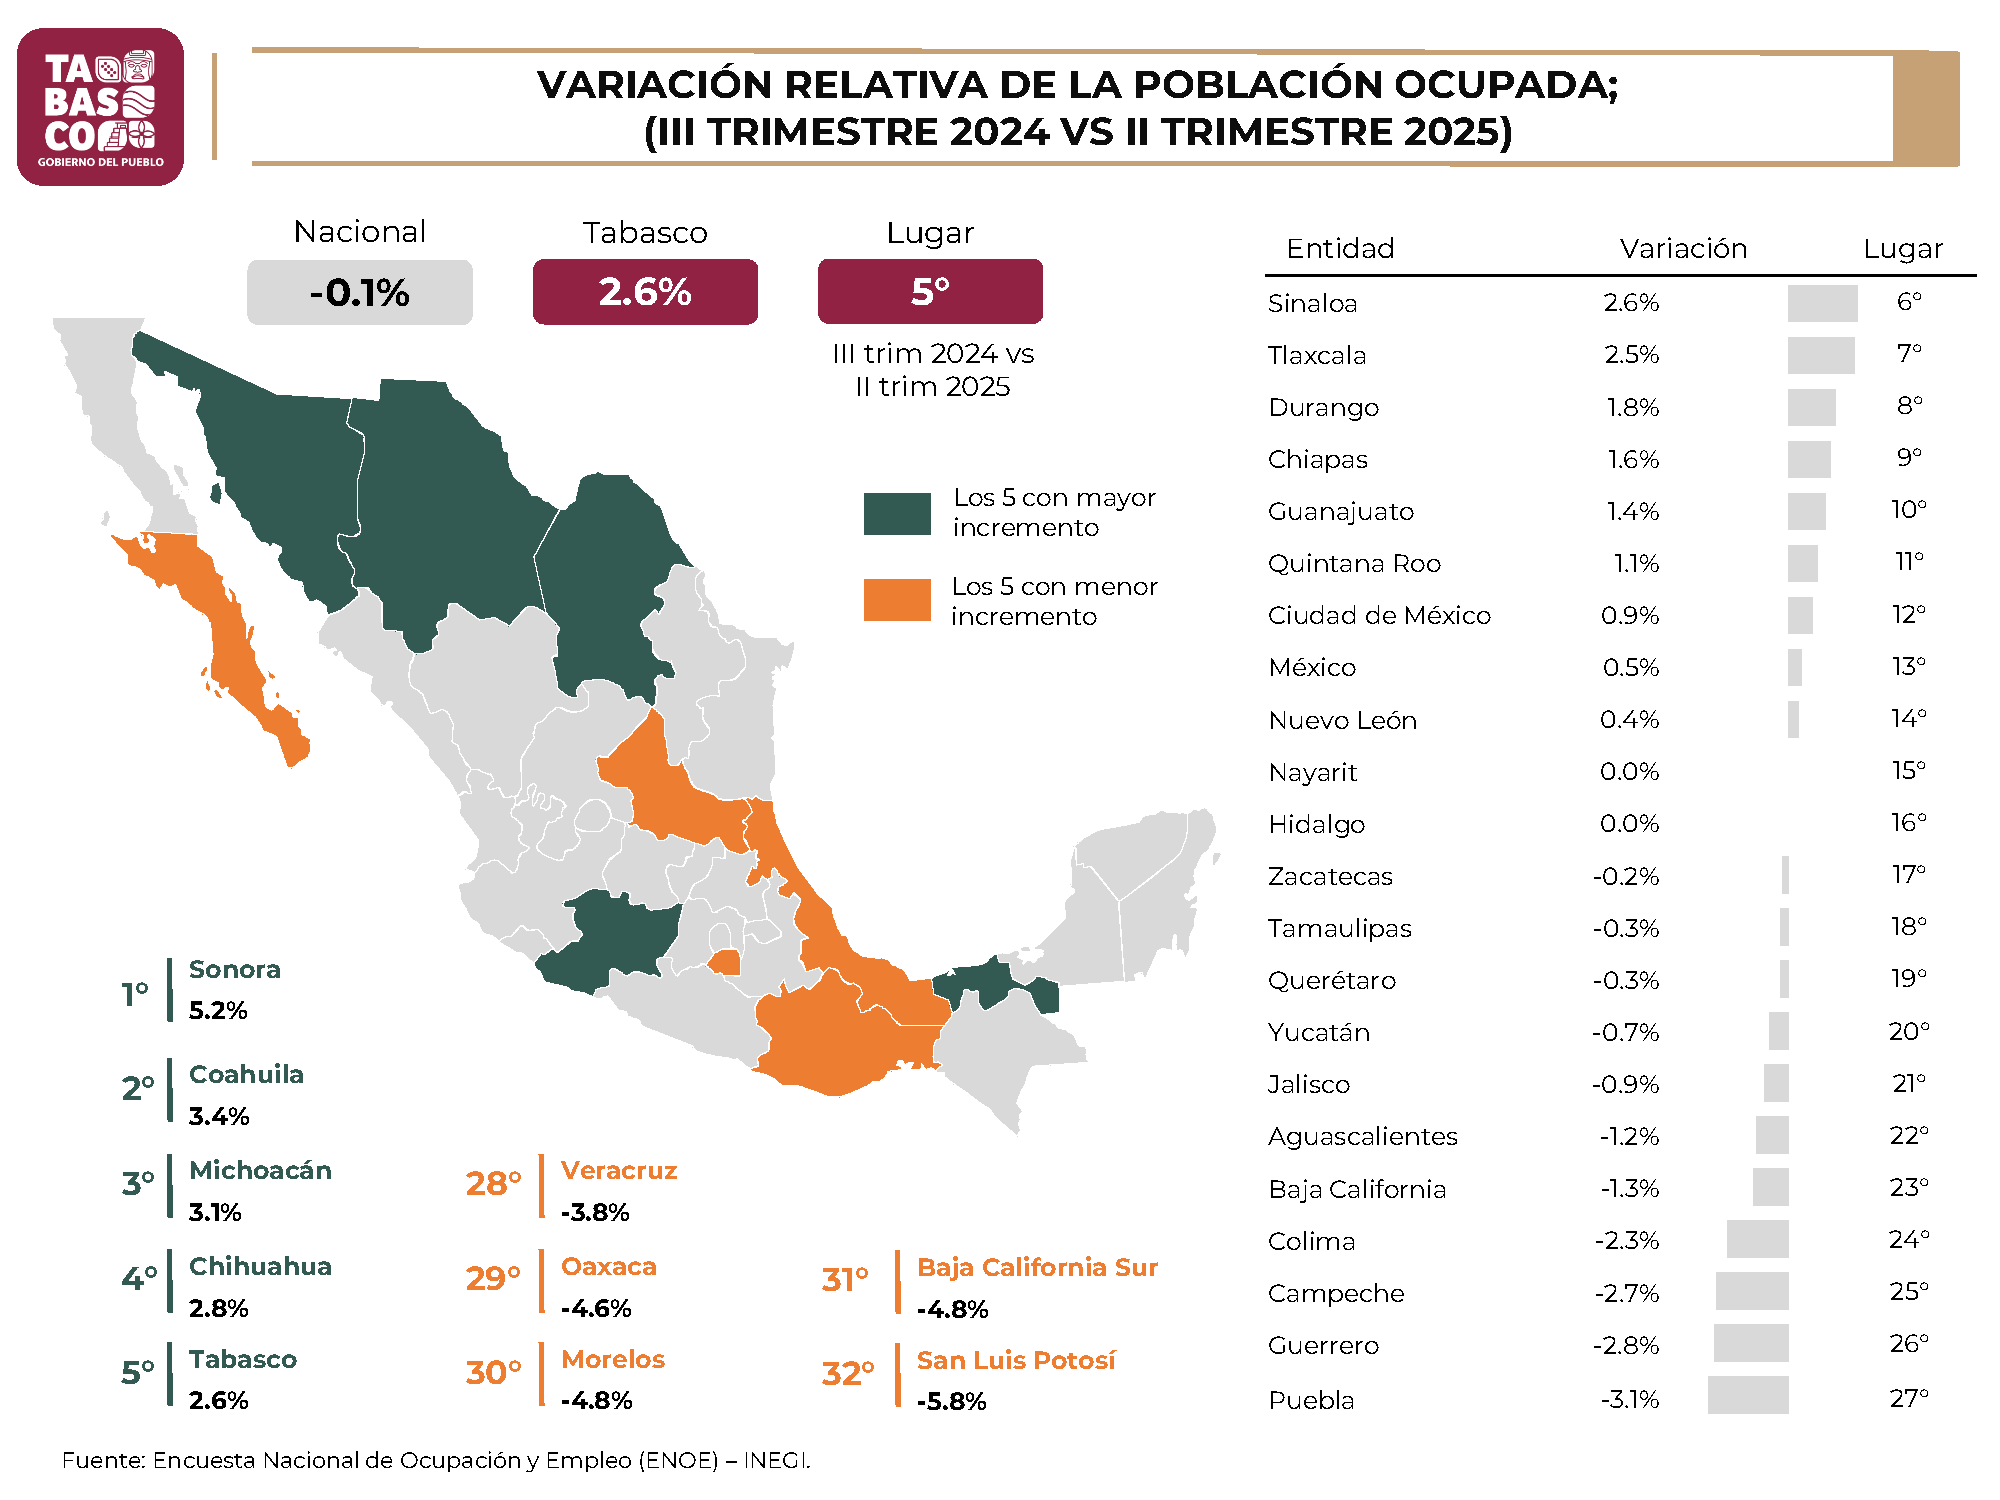 TA
BAS
CO
GOBIERNO DEL PUEBLO
VARIACIÓN RELATIVA DE LA POBLACIÓN OCUPADA;
(III TRIMESTRE 2024 VS II TRIMESTRE 2025)
Nacional
-0.1%
Tabasco
2.6%
Lugar
5°
III trim 2024 vs
II trim 2025
Los 5 con mayor
incremento
Los 5 con menor
incremento
1°
Sonora
5.2%
2°
Coahuila
3.4%
3°
Michoacán
3.1%
4°
Chihuahua
2.8%
5°
Tabasco
2.6%
28°
Veracruz
-3.8%
29°
Oaxaca
-4.6%
30°
Morelos
-4.8%
31°
Baja California Sur
-4.8%
32°
San Luis Potosí
-5.8%
Entidad Variación Lugar
Sinaloa 2.6% 6°
Tlaxcala 2.5% 7°
Durango 1.8% 8°
Chiapas 1.6% 9°
Guanajuato 1.4% 10°
Quintana Roo 1.1% 11°
Ciudad de México 0.9% 12°
México 0.5% 13°
Nuevo León 0.4% 14°
Nayarit 0.0% 15°
Hidalgo 0.0% 16°
Zacatecas -0.2% 17°
Tamaulipas -0.3% 18°
Querétaro -0.3% 19°
Yucatán -0.7% 20°
Jalisco -0.9% 21°
Aguascalientes -1.2% 22°
Baja California -1.3% 23°
Colima -2.3% 24°
Campeche -2.7% 25°
Guerrero -2.8% 26°
Puebla -3.1% 27°
Fuente: Encuesta Nacional de Ocupación y Empleo (ENOE) – INEGI.